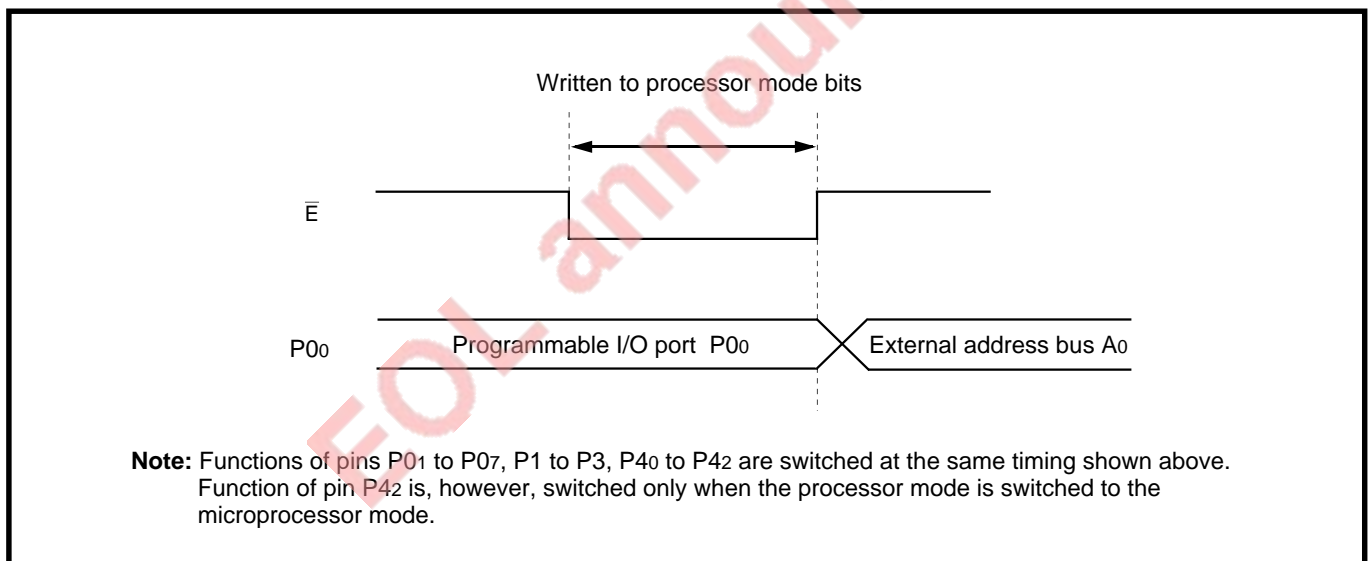 EOL announ
Written to processor mode bits
E̅
P00
Programmable I/O port P00
External address bus A0
Note: Functions of pins P01 to P07, P1 to P3, P40 to P42 are switched at the same timing shown above.
Function of pin P42 is, however, switched only when the processor mode is switched to the
microprocessor mode.